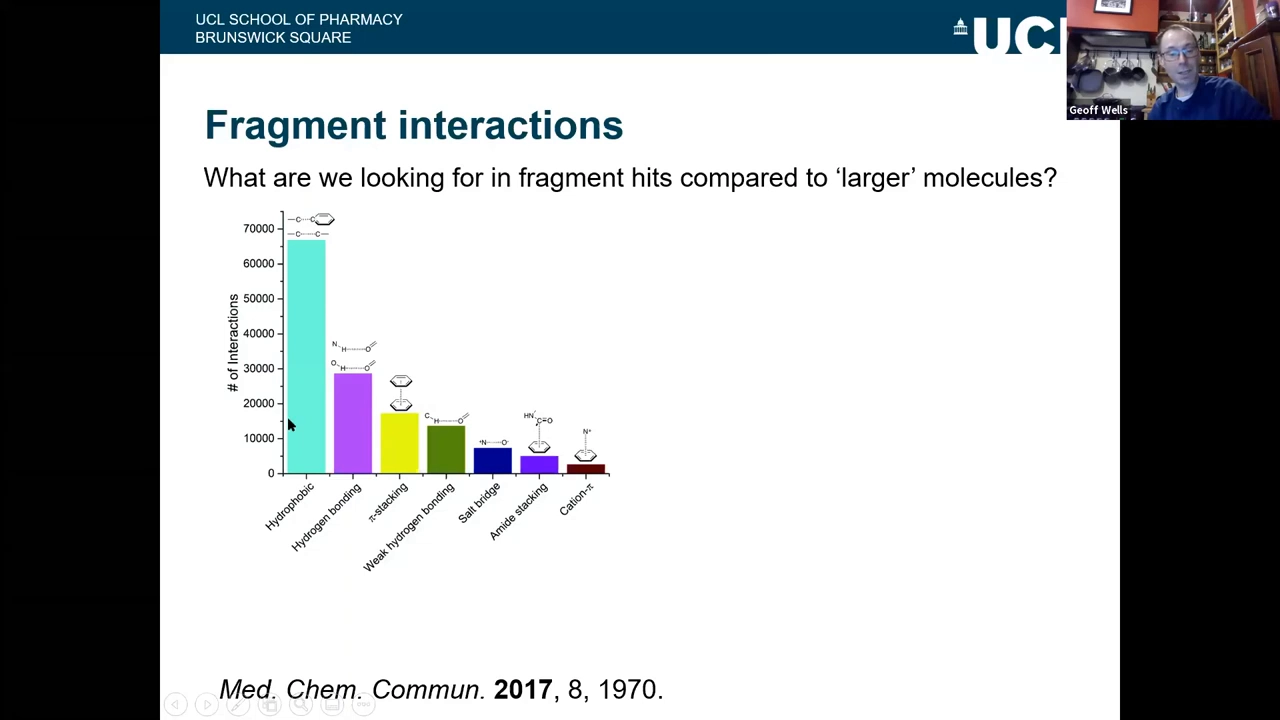 UCL SCHOOL OF PHARMACY
BRUNSWICK SQUARE
UCL
Geoff Wells
Fragment interactions
What are we looking for in fragment hits compared to ‘larger’ molecules?
# of Interactions
70000
60000
50000
40000
30000
20000
10000
0
C C
C C
N H O
O H O
C H O
+N O-
HN C O
N+
Hydrophobic
Hydrogen bonding
π-stacking
Weak hydrogen bonding
Salt bridge
Amide stacking
Cation-π
Med. Chem. Commun. 2017, 8, 1970.